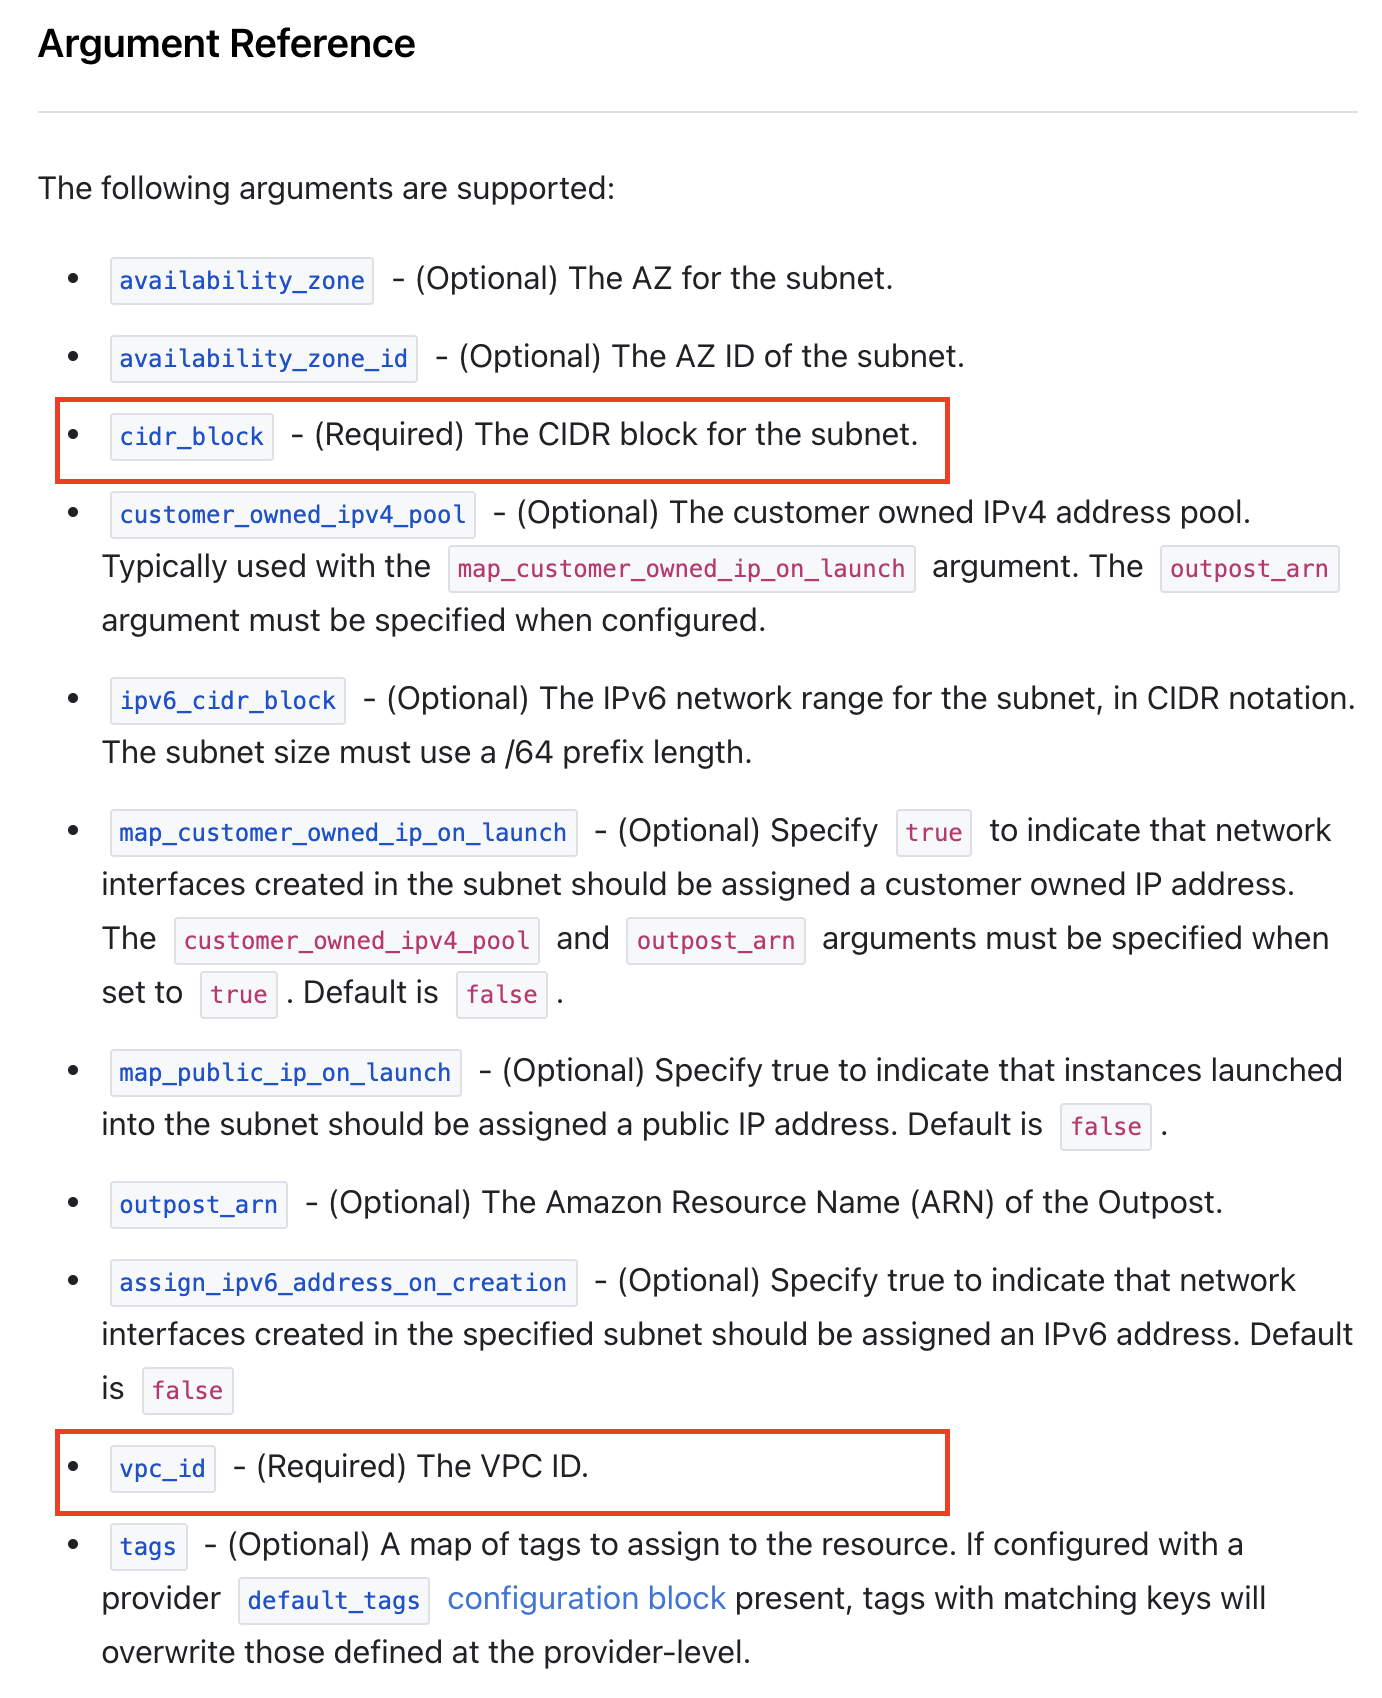 Argument Reference
The following arguments are supported:
• availability_zone - (Optional) The AZ for the subnet.
• availability_zone_id - (Optional) The AZ ID of the subnet.
• cidr_block - (Required) The CIDR block for the subnet.
• customer_owned_ipv4_pool - (Optional) The customer owned IPv4 address pool.
Typically used with the map_customer_owned_ip_on_launch argument. The outpost_arn
argument must be specified when configured.
• ipv6_cidr_block - (Optional) The IPv6 network range for the subnet, in CIDR notation.
The subnet size must use a /64 prefix length.
• map_customer_owned_ip_on_launch - (Optional) Specify true to indicate that network
interfaces created in the subnet should be assigned a customer owned IP address.
The customer_owned_ipv4_pool and outpost_arn arguments must be specified when
set to true . Default is false .
• map_public_ip_on_launch - (Optional) Specify true to indicate that instances launched
into the subnet should be assigned a public IP address. Default is false .
• outpost_arn - (Optional) The Amazon Resource Name (ARN) of the Outpost.
• assign_ipv6_address_on_creation - (Optional) Specify true to indicate that network
interfaces created in the specified subnet should be assigned an IPv6 address. Default
is false
• vpc_id - (Required) The VPC ID.
• tags - (Optional) A map of tags to assign to the resource. If configured with a
provider default_tags configuration block present, tags with matching keys will
overwrite those defined at the provider-level.